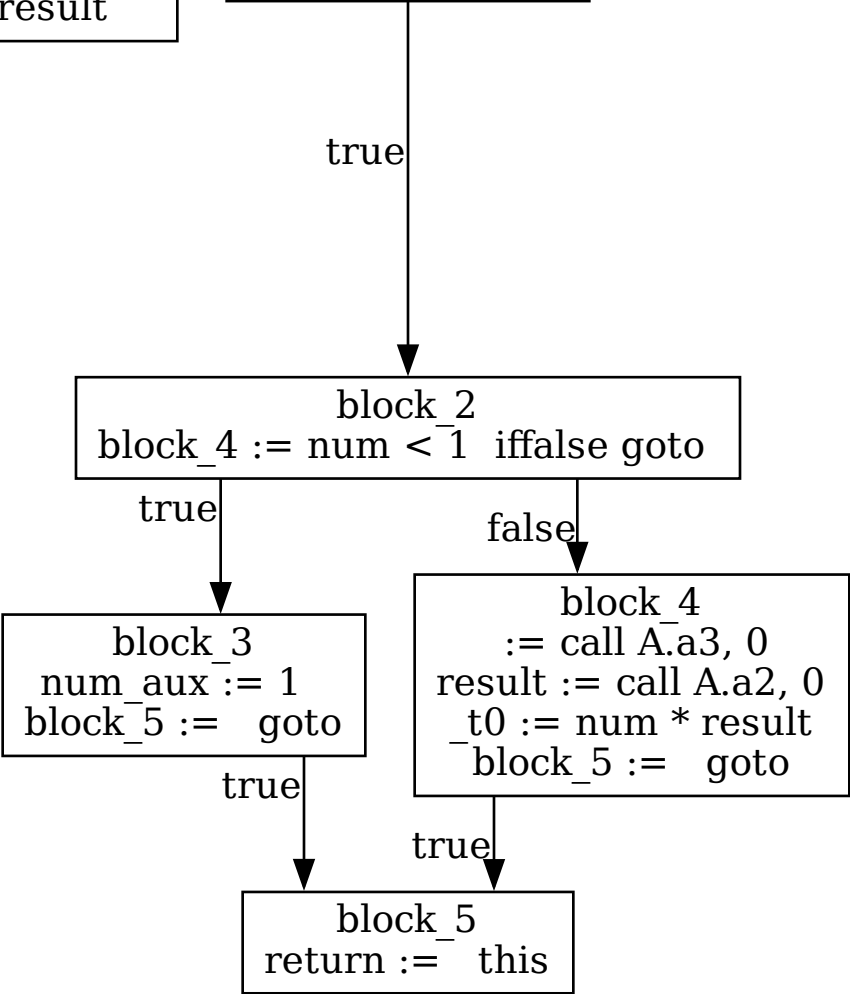 result
true
block_2
block_4 := num < 1 iffalse goto
true
false
block_3
num_aux := 1
block_5 := goto
block_4
:= call A.a3, 0
result := call A.a2, 0
_t0 := num * result
block_5 := goto
true
true
block_5
return := this